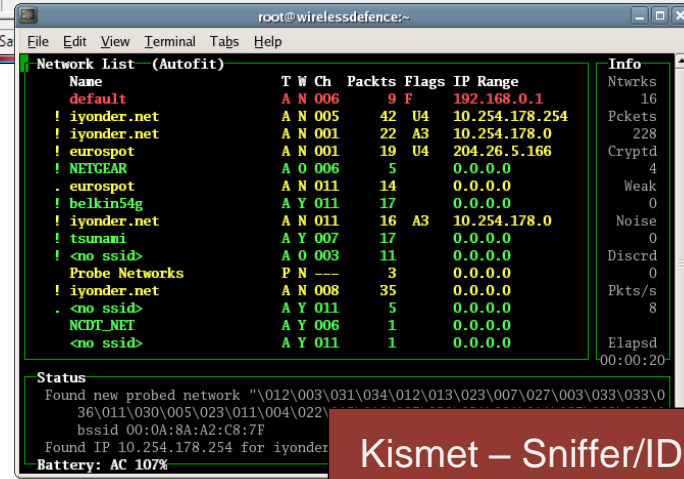 Sa
root@wirelessdefence:~
File Edit View Terminal Tabs Help
Network List—(Autofit)
Name T W Ch Packts Flags IP Range
default A N 006 9 F 192.168.0.1
! iyonder.net A N 005 42 U4 10.254.178.254
! iyonder.net A N 001 22 A3 10.254.178.0
! eurospot A N 001 19 U4 204.26.5.166
! NETGEAR A O 006 5 0.0.0.0
. eurospot A N 011 14 0.0.0.0
! belkin54g A Y 011 17 0.0.0.0
! iyonder.net A N 011 16 A3 10.254.178.0
! tsunami A Y 007 17 0.0.0.0
! <no ssid> A O 003 11 0.0.0.0
Probe Networks P N --- 3 0.0.0.0
! iyonder.net A N 008 35 0.0.0.0
. <no ssid> A Y 011 5 0.0.0.0
NCDT_NET A Y 006 1 0.0.0.0
<no ssid> A Y 011 1 0.0.0.0
Info
Ntwrks
16
Pckets
228
Cryptd
4
Weak
0
Noise
0
Discrd
0
Pkts/s
8
Elapsd
00:00:20
Status
Found new probed network "\012\003\031\034\012\013\023\007\027\003\033\033\0
36\011\030\005\023\011\004\022\
bssid 00:0A:8A:A2:C8:7F
Found IP 10.254.178.254 for iyonder
Battery: AC 107%
Kismet – Sniffer/ID